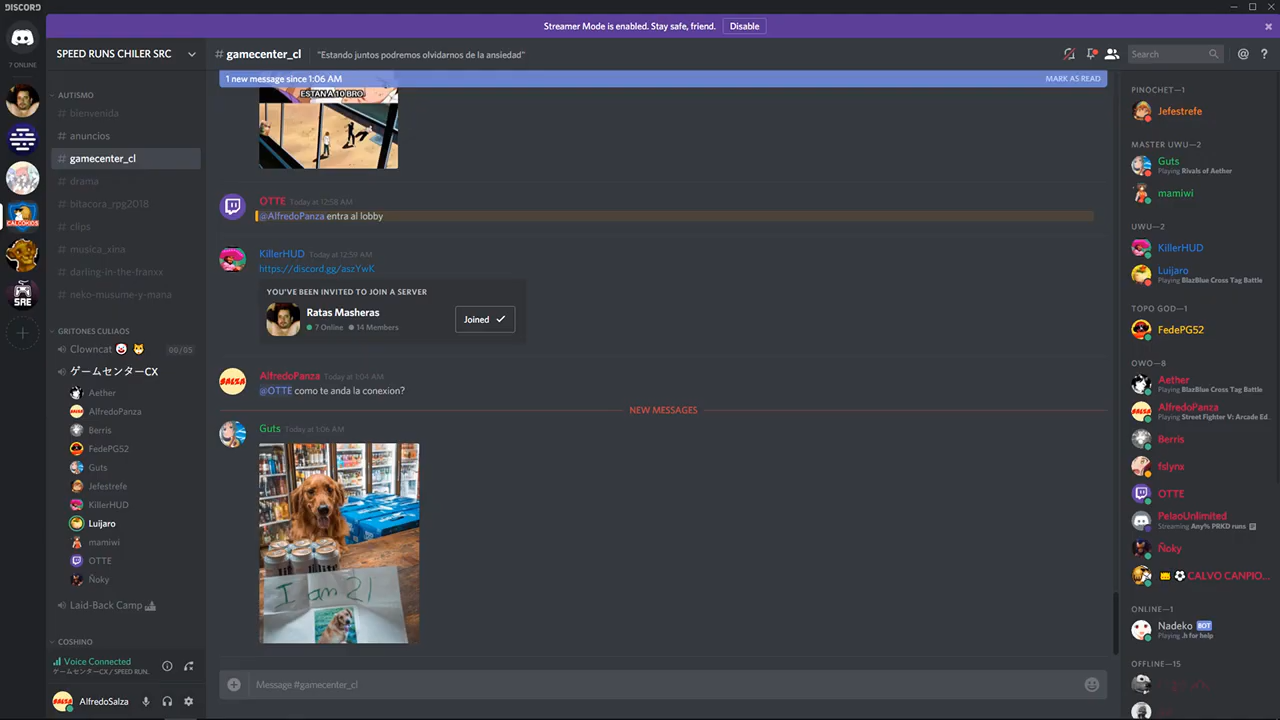 DISCORD
Streamer Mode is enabled. Stay safe, friend.
Disable
7 ONLINE
SAE
SPEED RUNS CHILER SRC
AUTISMO
# bienvenida
# anuncios
# gamecenter_cl
# drama
# bitacora_rpg2018
# clips
# musica_xina
# darling-in-the-franxx
# neko-musume-y-mana
GRITONES CULIAOS
Clowncat 🤡 🐱 00/05
ゲームセンターCX
Aether
AlfredoPanza
Berris
FedePG52
Guts
Jefestrefe
KillerHUD
Luijaro
mamiwi
OTTE
Ñoky
Laid-Back Camp
COSHINO
Voice Connected
ゲームセンターCX / SPEED RUN...
AlfredoSalza
# gamecenter_cl "Estando juntos podremos olvidarnos de la ansiedad"
Search
1 new message since 1:06 AM
MARK AS READ
ESTAN A 10 BRO.
OTTE Today at 12:58 AM
@AlfredoPanza entra al lobby
KillerHUD Today at 12:59 AM
https://discord.gg/aszYwK
YOU'VE BEEN INVITED TO JOIN A SERVER
Ratas Masheras
7 Online 14 Members
Joined
SALSA
AlfredoPanza Today at 1:04 AM
@OTTE como te anda la conexion?
NEW MESSAGES
Guts Today at 1:06 AM
I am 21
Message #gamecenter_cl
PINOCHET—1
Jefestrefe
MASTER UWU—2
Guts
Playing Rivals of Aether
mamiwi
UWU—2
KillerHUD
Luijaro
Playing BlazBlue Cross Tag Battle
TOPO GOD—1
FedePG52
OWO—8
Aether
Playing BlazBlue Cross Tag Battle
AlfredoPanza
Playing Street Fighter V: Arcade Ed...
Berris
fslynx
OTTE
PelaoUnlimited
Streaming Any% PRKD runs
Ñoky
👑 ⚽ CALVO CANPIO...
ONLINE—1
Nadeko BOT
Playing .h for help
OFFLINE—15